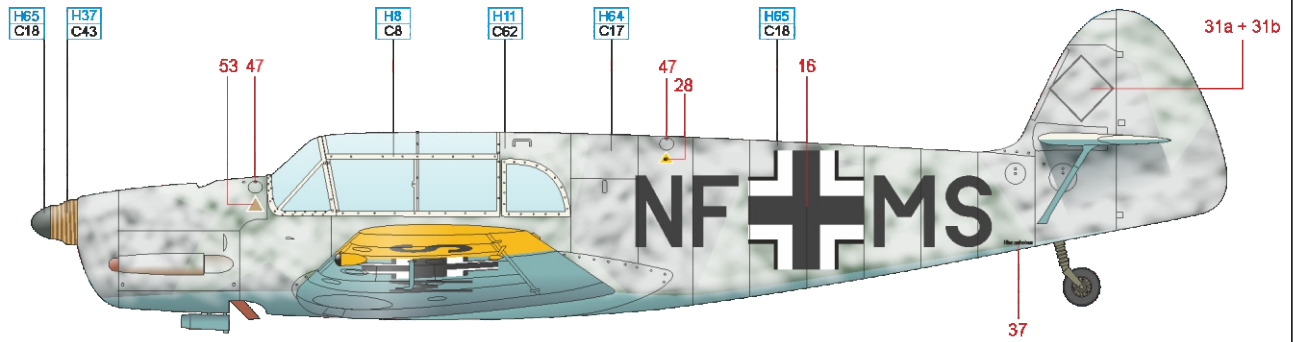 H65
C18
H37
C43
H8
C8
H11
C62
H64
C17
H65
C18
53
47
47
28
16
31a + 31b
NF
MS
S
37